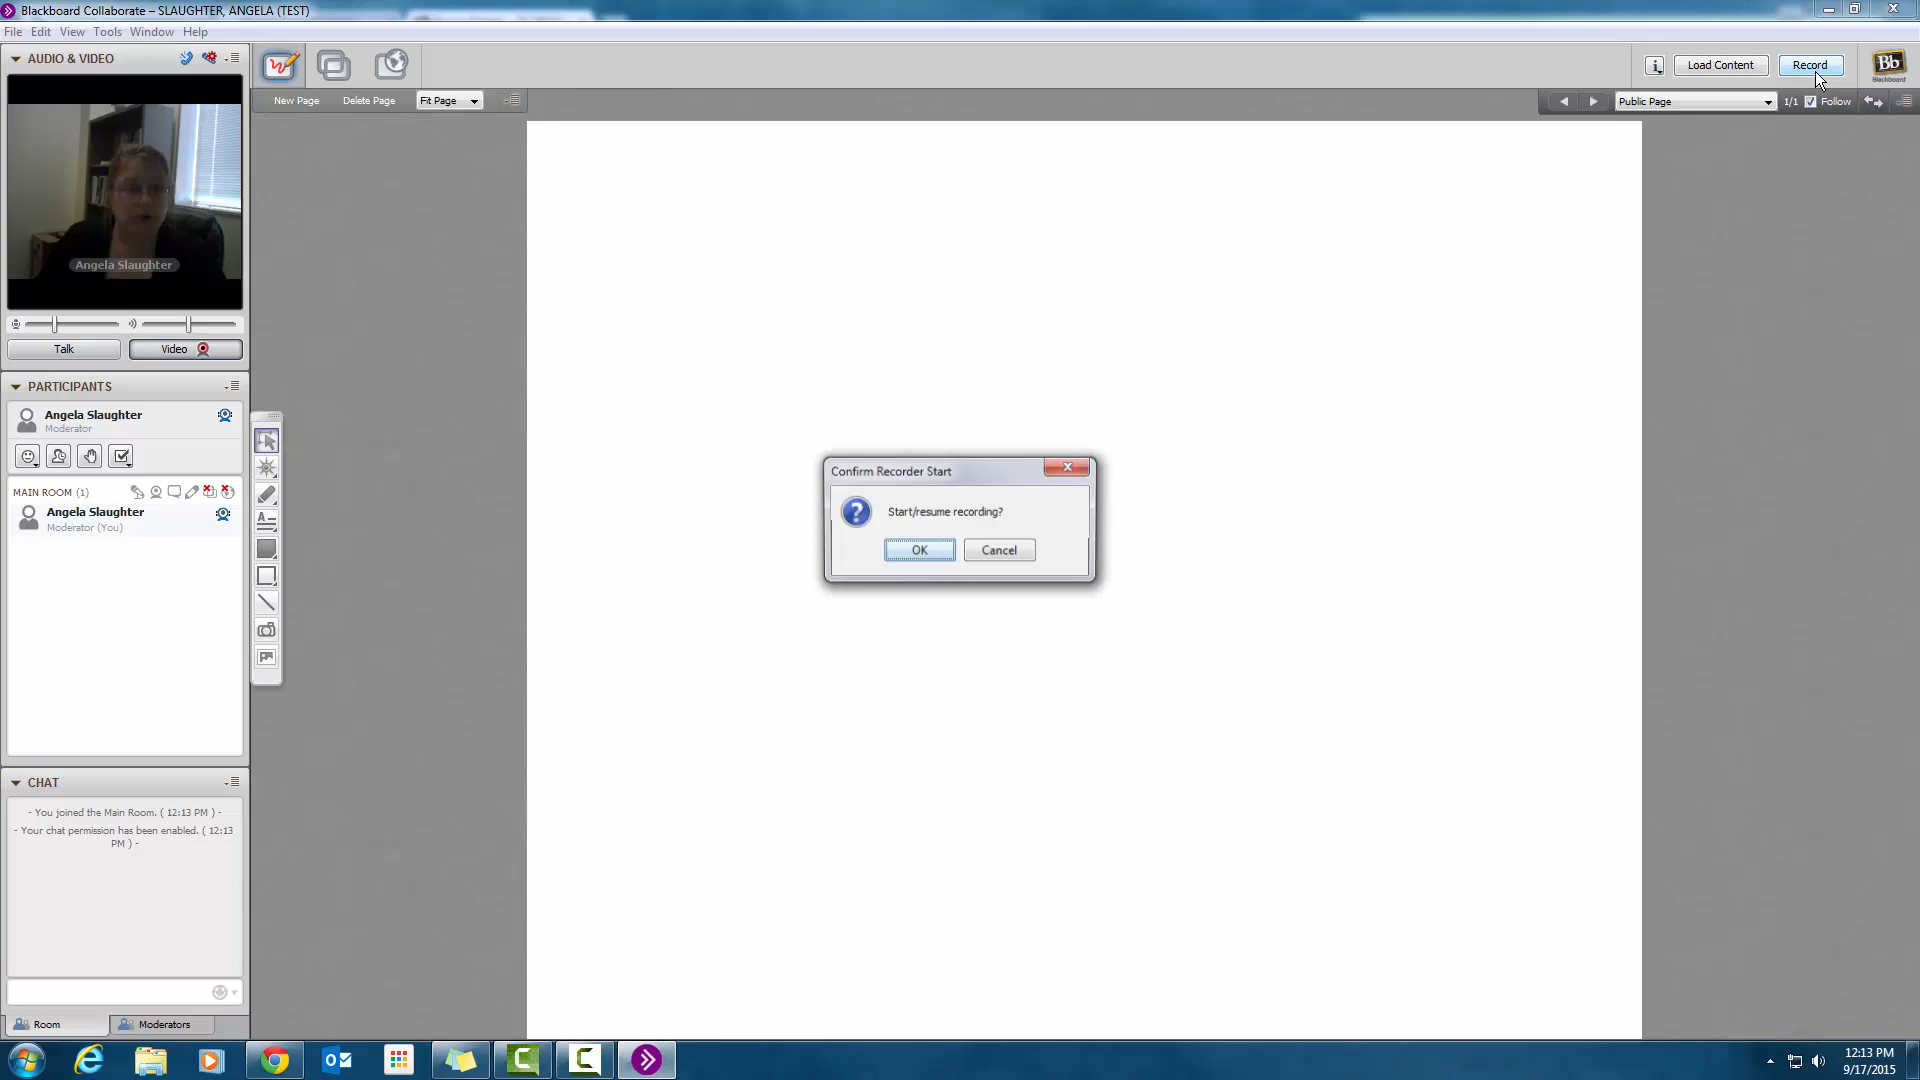 Blackboard Collaborate – SLAUGHTER, ANGELA (TEST)
File Edit View Tools Window Help
AUDIO & VIDEO
Load Content
Record
Bb
Blackboard
New Page Delete Page Fit Page
Public Page 1/1 Follow
Angela Slaughter
Talk Video
PARTICIPANTS
Angela Slaughter
Moderator
MAIN ROOM (1)
Angela Slaughter
Moderator (You)
Confirm Recorder Start
Start/resume recording?
OK Cancel
CHAT
- You joined the Main Room. ( 12:13 PM ) -
- Your chat permission has been enabled. ( 12:13
PM ) -
Room Moderators
12:13 PM
9/17/2015